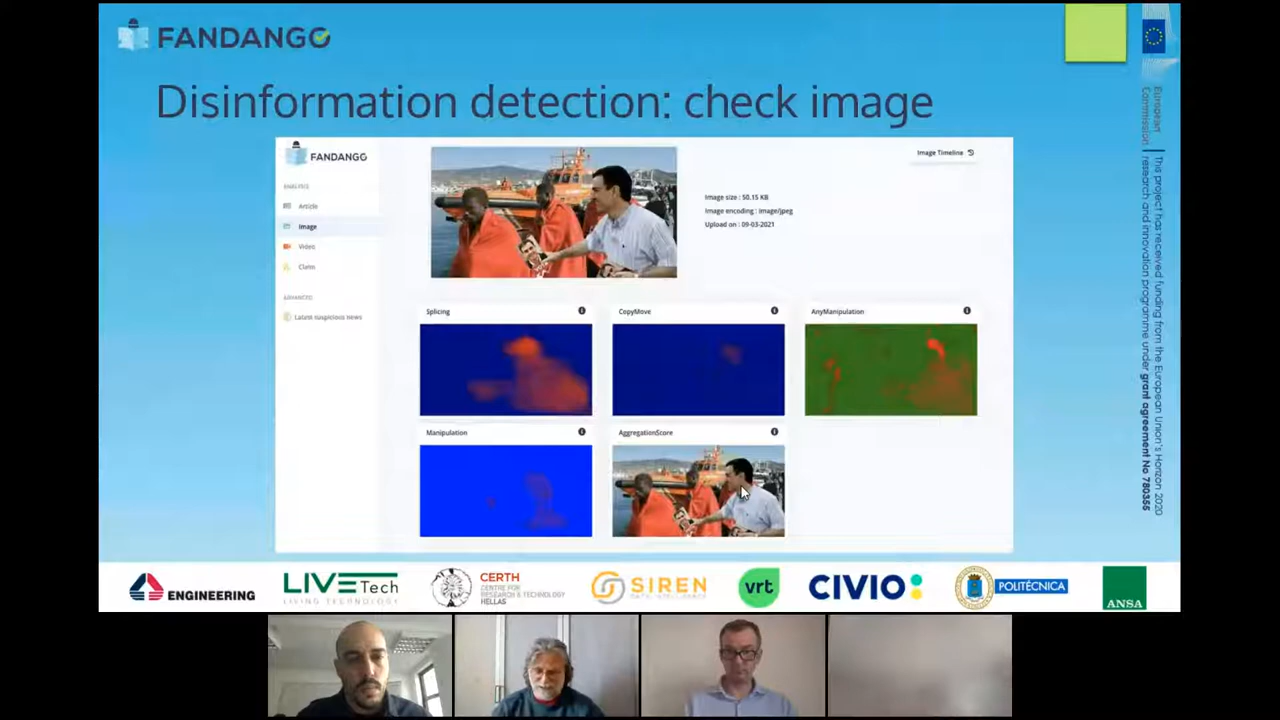 FANDANGO
Disinformation detection: check image
European
Commission
This project has received funding from the European Union's Horizon 2020
research and innovation programme under grant agreement No 780355
FANDANGO
Image Timeline
ANALYSIS
Article
Image
Video
Claim
ADVANCED
Latest suspicious news
Image size : 50.15 KB
Image encoding : image/jpeg
Upload on : 09-03-2021
Splicing
CopyMove
AnyManipulation
Manipulation
AggregationScore
ENGINEERING
LIVETech
LIVING TECHNOLOGY
CERTH
CENTRE FOR
RESEARCH & TECHNOLOGY
HELLAS
SIREN
DATA INTELLIGENCE
vrt
CIVIO
POLITÉCNICA
ANSA